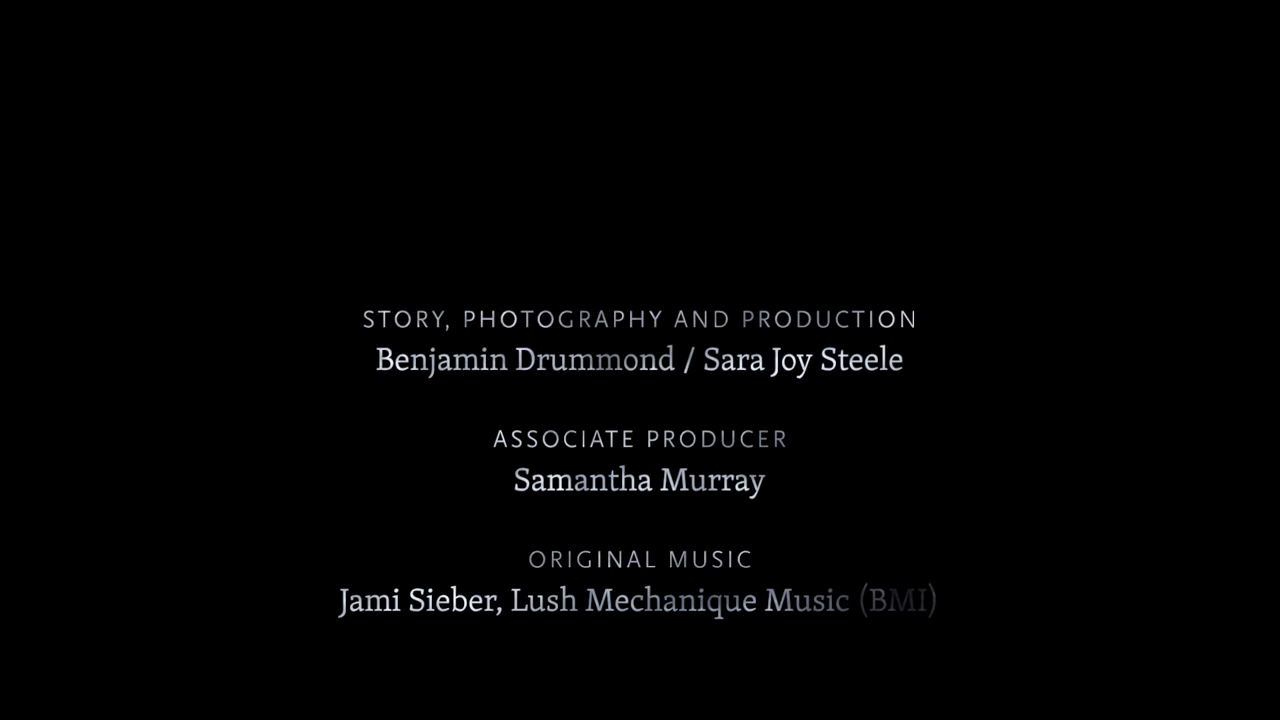 STORY, PHOTOGRAPHY AND PRODUCTION
Benjamin Drummond / Sara Joy Steele
ASSOCIATE PRODUCER
Samantha Murray
ORIGINAL MUSIC
Jami Sieber, Lush Mechanique Music (BMI)